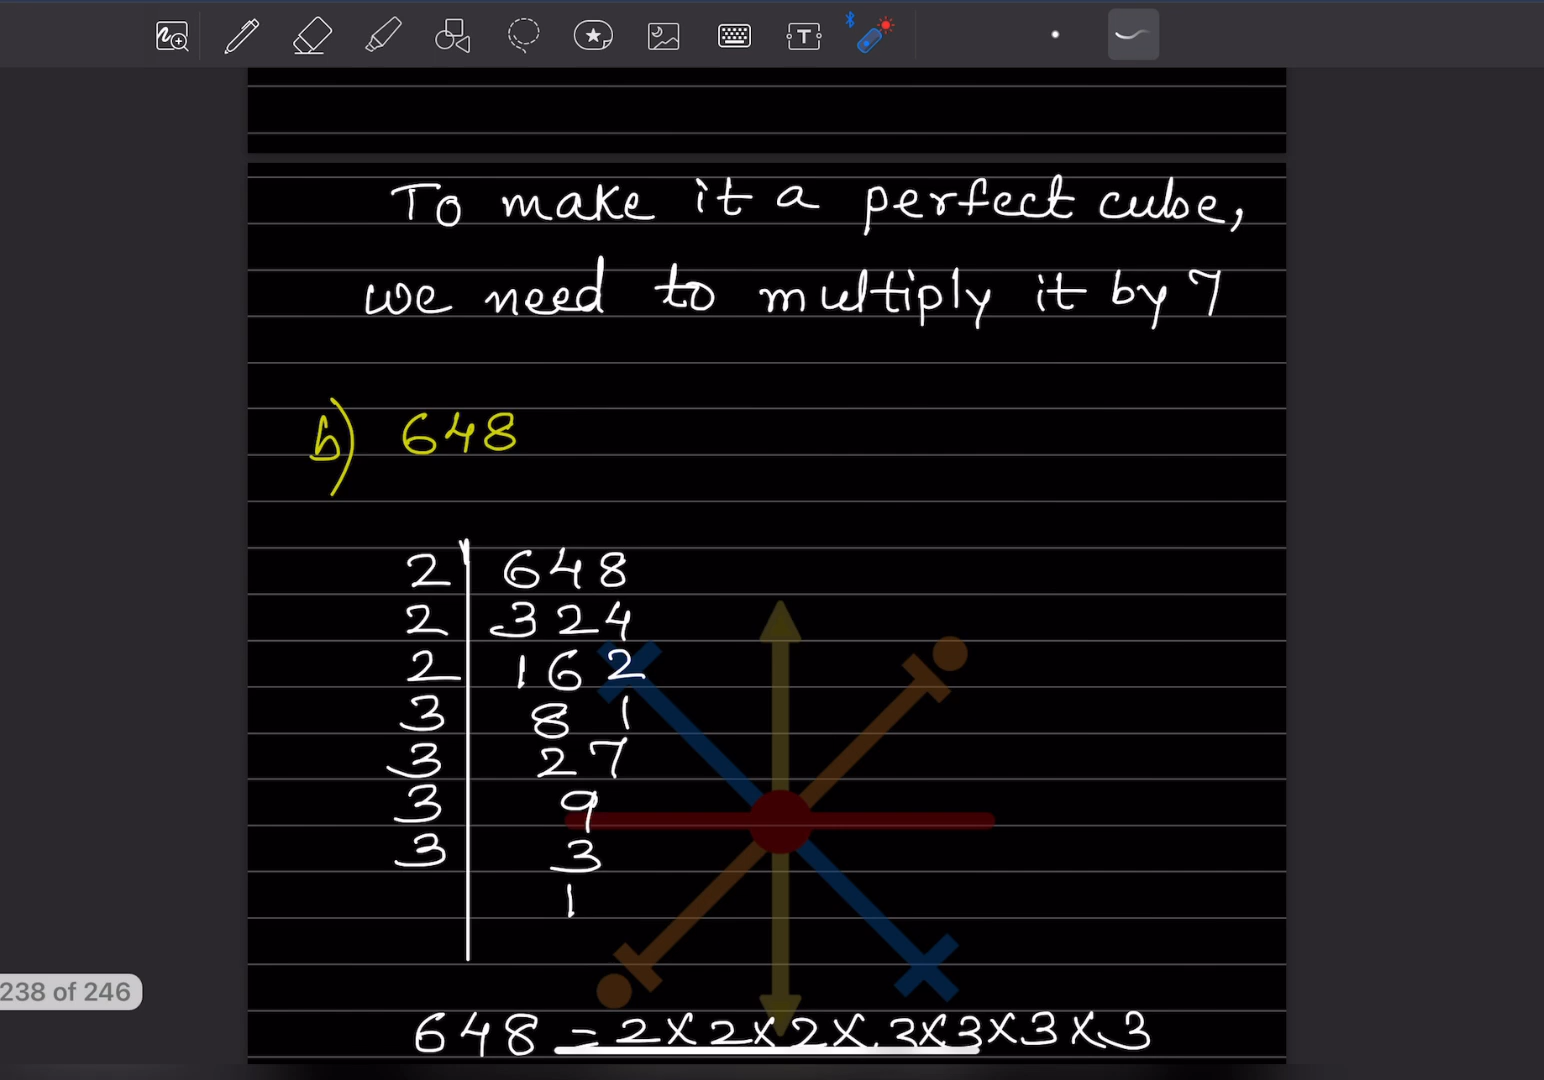 To make it a perfect cube,
we need to multiply it by 7
b) 648
2 | 648
2 | 324
2 | 162
3 | 81
3 | 27
3 | 9
3 | 3
1
238 of 246
648 = 2 × 2 × 2 × 3 × 3 × 3 × 3